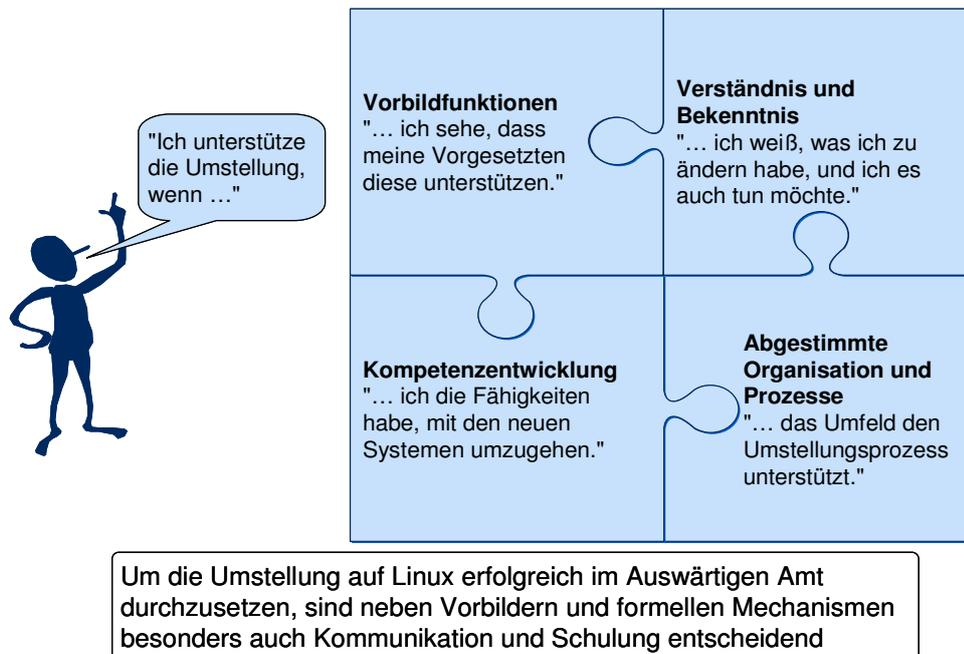 "Ich unterstütze
die Umstellung,
wenn …"
Vorbildfunktionen
"… ich sehe, dass
meine Vorgesetzten
diese unterstützen."
Verständnis und
Bekenntnis
"… ich weiß, was ich zu
ändern habe, und ich es
auch tun möchte."
Kompetenzentwicklung
"… ich die Fähigkeiten
habe, mit den neuen
Systemen umzugehen."
Abgestimmte
Organisation und
Prozesse
"… das Umfeld den
Umstellungsprozess
unterstützt."
Um die Umstellung auf Linux erfolgreich im Auswärtigen Amt
durchzusetzen, sind neben Vorbildern und formellen Mechanismen
besonders auch Kommunikation und Schulung entscheidend